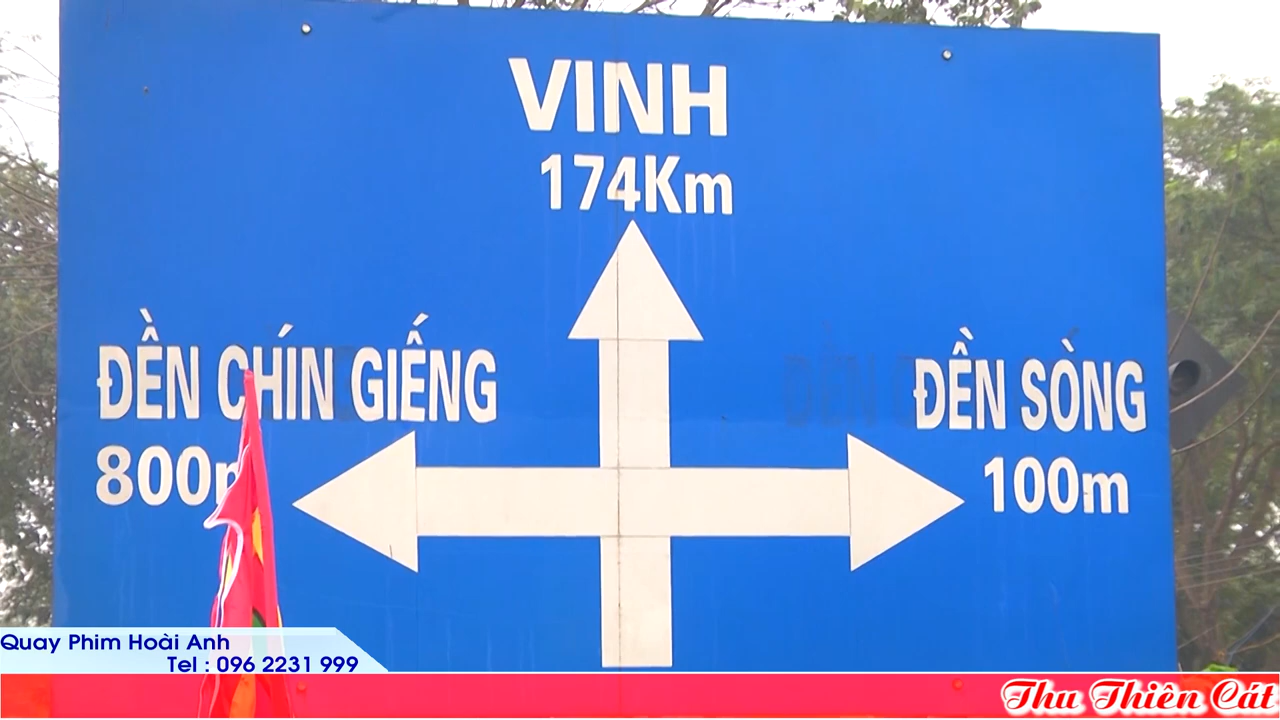 VINH
174Km
ĐỀN CHÍN GIẾNG
800m
ĐỀN SÒNG
100m
Quay Phim Hoài Anh
Tel : 096 2231 999
Thu Thiên Cát